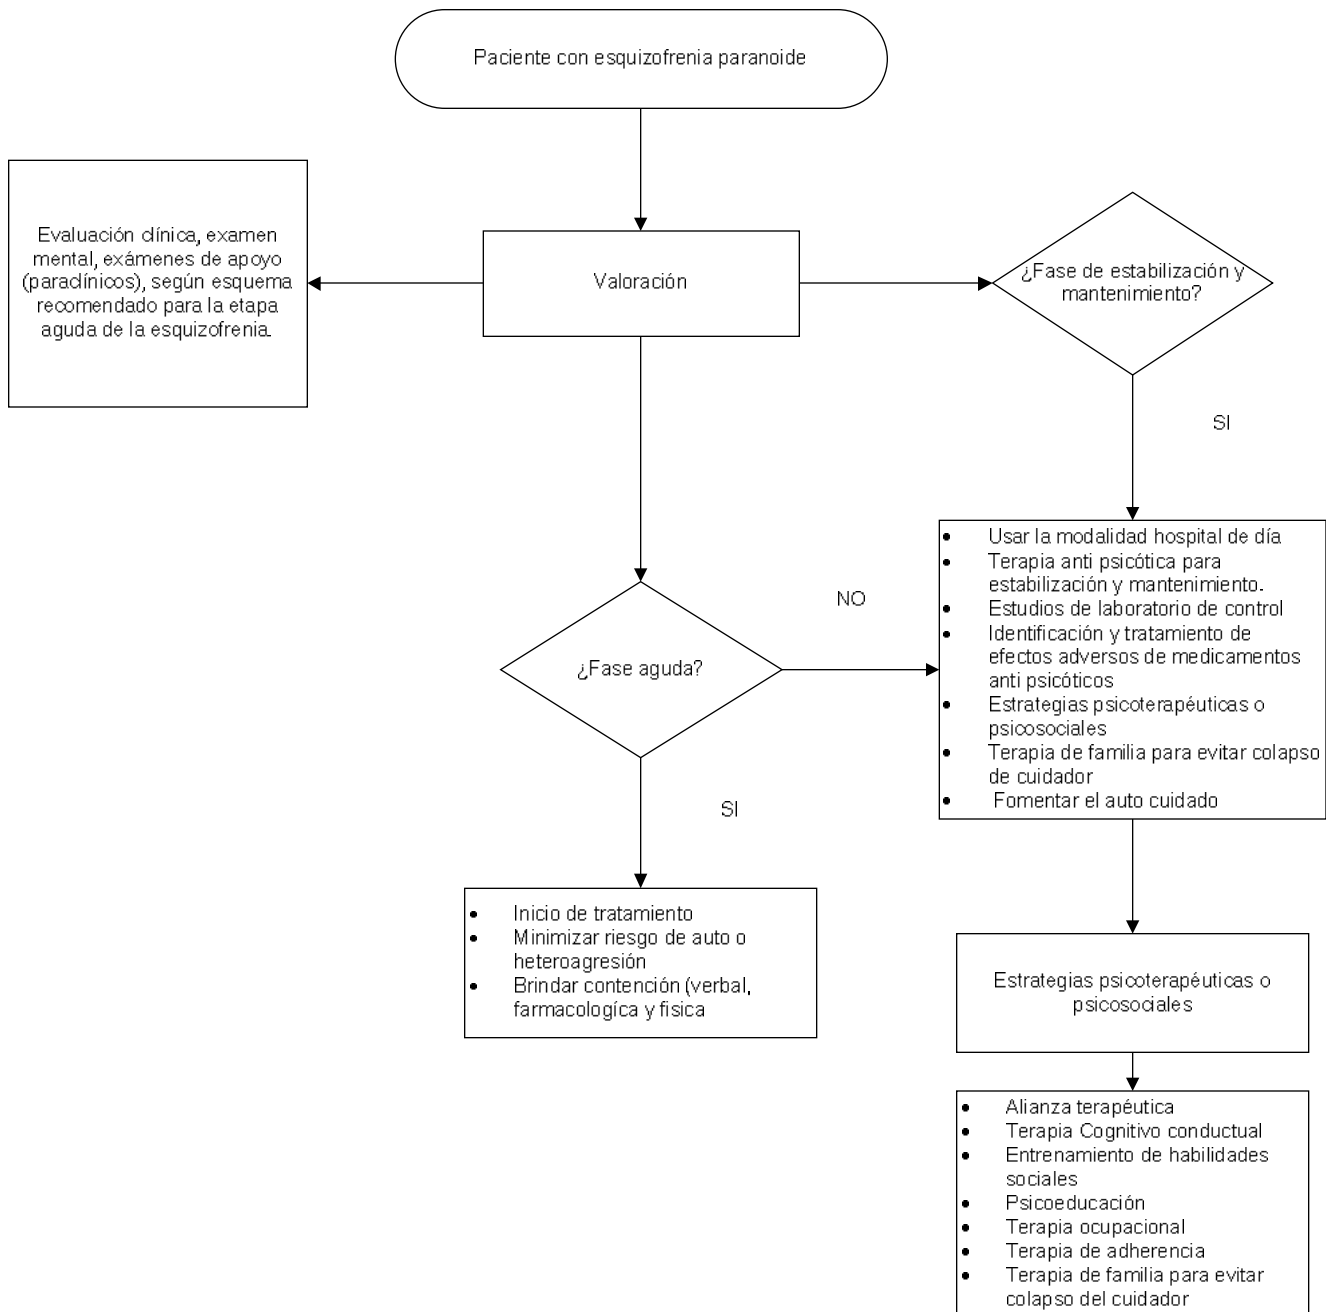 Paciente con esquizofrenia paranoide
Evaluación clínica, examen
mental, exámenes de apoyo
(paraclínicos), según esquema
recomendado para la etapa
aguda de la esquizofrenia.
Valoración
¿Fase de estabilización y
mantenimiento?
SI
¿Fase aguda?
NO
• Usar la modalidad hospital de día
• Terapia anti psicótica para
estabilización y mantenimiento.
• Estudios de laboratorio de control
• Identificación y tratamiento de
efectos adversos de medicamentos
anti psicóticos
• Estrategias psicoterapéuticas o
psicosociales
• Terapia de familia para evitar colapso
de cuidador
• Fomentar el auto cuidado
SI
• Inicio de tratamiento
• Minimizar riesgo de auto o
heteroagresión
• Brindar contención (verbal,
farmacologíca y fisica
Estrategias psicoterapéuticas o
psicosociales
• Alianza terapéutica
• Terapia Cognitivo conductual
• Entrenamiento de habilidades
sociales
• Psicoeducación
• Terapia ocupacional
• Terapia de adherencia
• Terapia de familia para evitar
colapso del cuidador